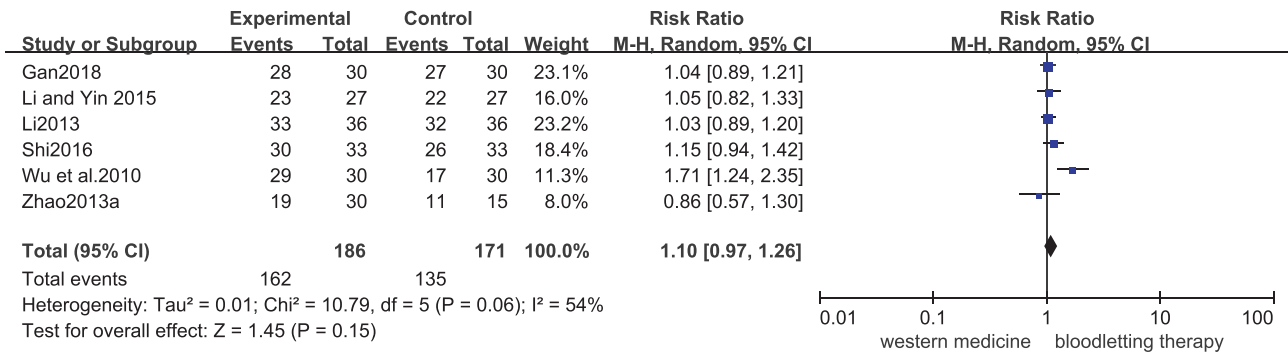 Experimental Control Risk Ratio Risk Ratio
Study or Subgroup Events Total Events Total Weight M-H, Random, 95% CI M-H, Random, 95% CI
Gan2018 28 30 27 30 23.1% 1.04 [0.89, 1.21]
Li and Yin 2015 23 27 22 27 16.0% 1.05 [0.82, 1.33]
Li2013 33 36 32 36 23.2% 1.03 [0.89, 1.20]
Shi2016 30 33 26 33 18.4% 1.15 [0.94, 1.42]
Wu et al.2010 29 30 17 30 11.3% 1.71 [1.24, 2.35]
Zhao2013a 19 30 11 15 8.0% 0.86 [0.57, 1.30]
Total (95% CI) 186 171 100.0% 1.10 [0.97, 1.26]
Total events 162 135
Heterogeneity: Tau² = 0.01; Chi² = 10.79, df = 5 (P = 0.06); I² = 54%
Test for overall effect: Z = 1.45 (P = 0.15)
0.01 0.1 1 10 100
western medicine bloodletting therapy